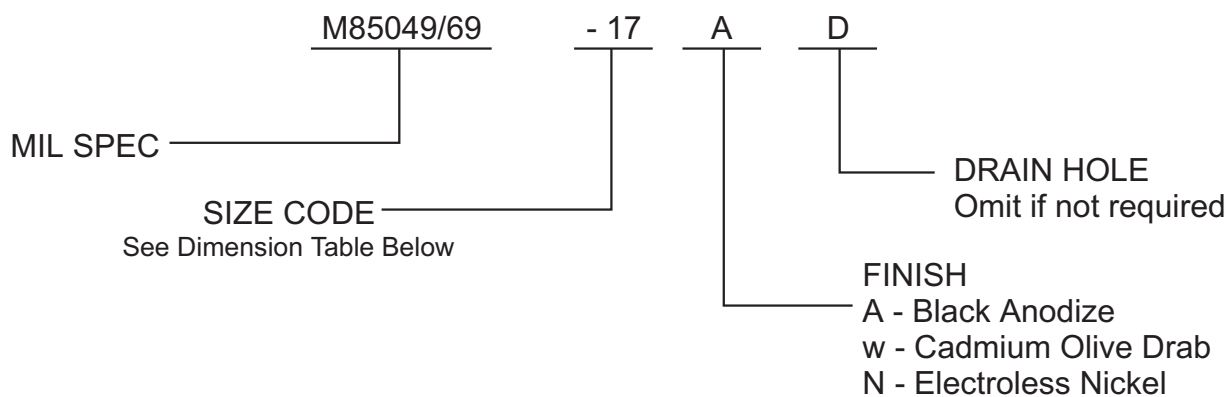 M85049/69 - 17 A D
MIL SPEC
DRAIN HOLE
Omit if not required
SIZE CODE
See Dimension Table Below
FINISH
A - Black Anodize
w - Cadmium Olive Drab
N - Electroless Nickel